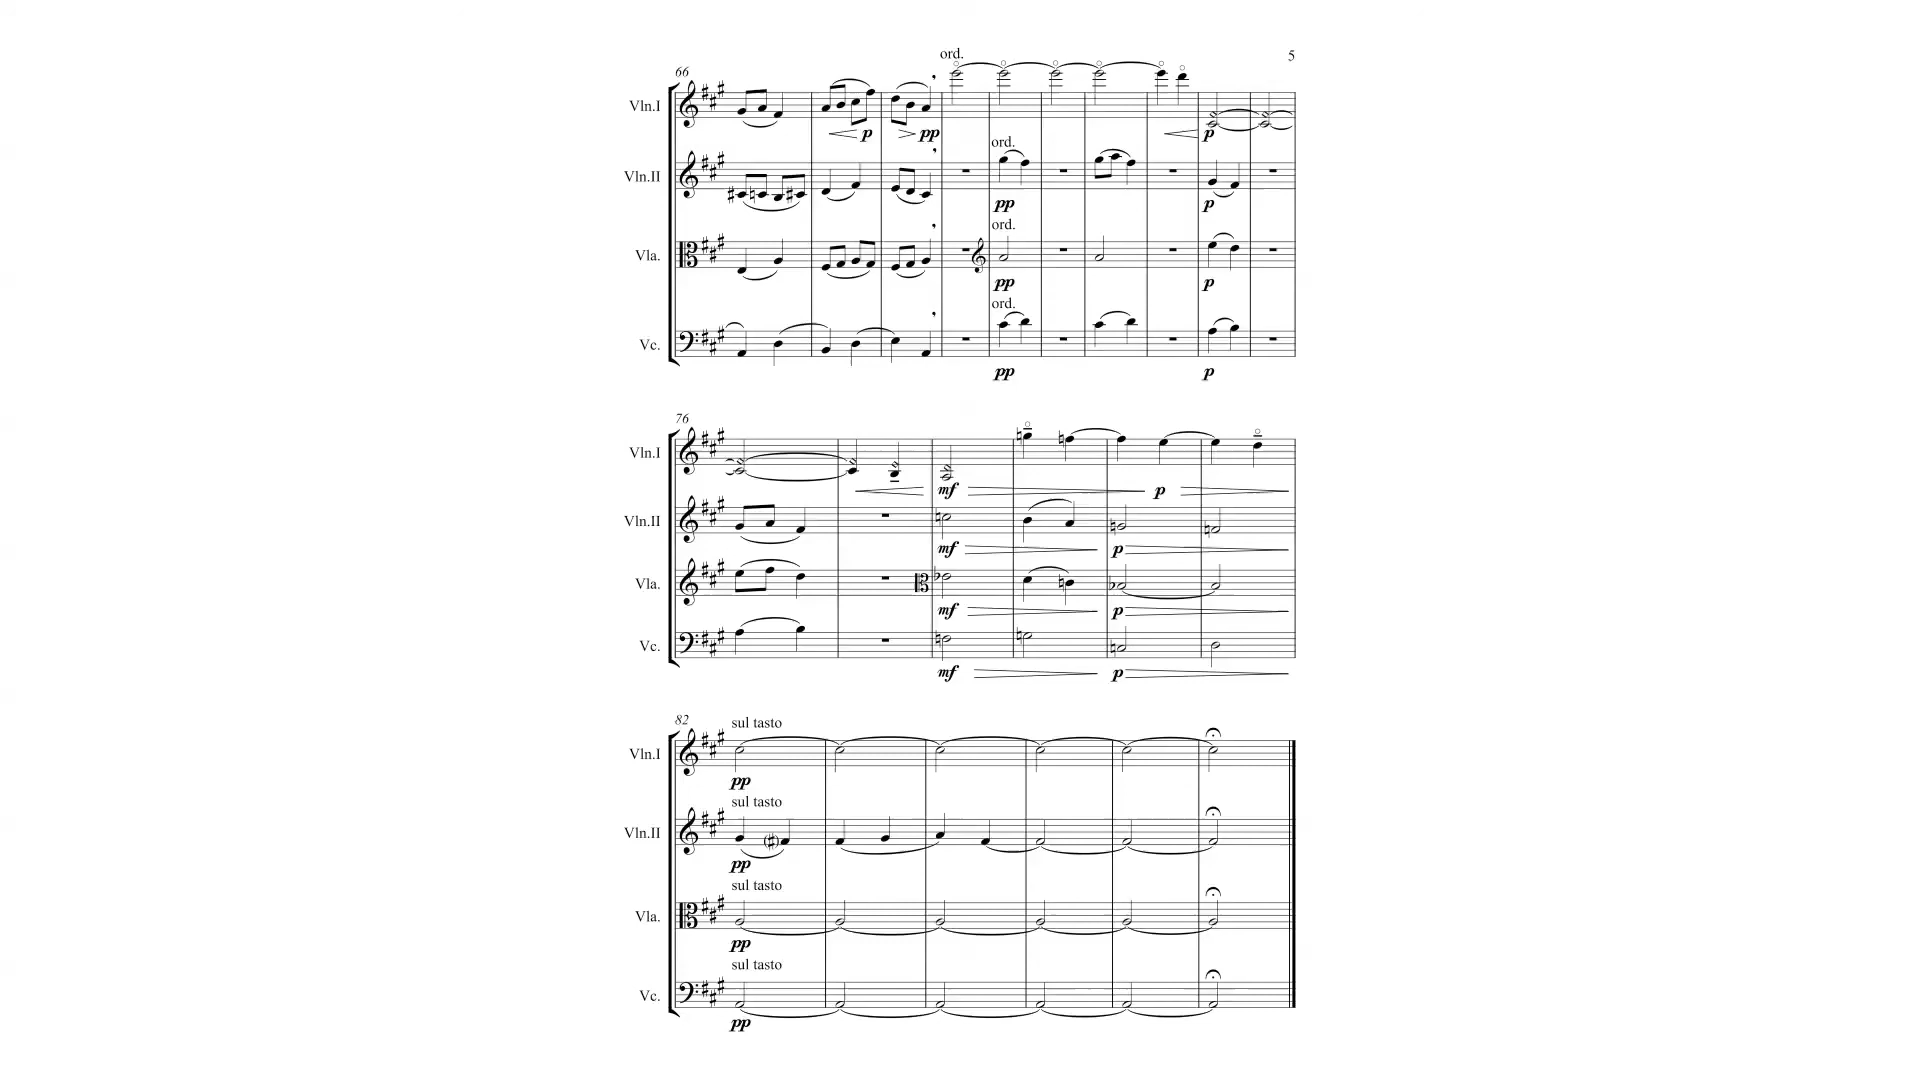 ord.
5
66
Vln.I
p
pp
p
ord.
Vln.II
pp
p
ord.
Vla.
pp
p
ord.
Vc.
pp
p
76
Vln.I
mf
p
Vln.II
mf
p
Vla.
mf
p
Vc.
mf
p
82
sul tasto
Vln.I
pp
sul tasto
Vln.II
pp
sul tasto
Vla.
pp
sul tasto
Vc.
pp